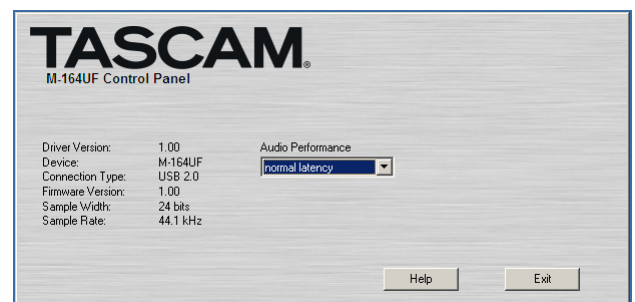 TASCAM®
M-164UF Control Panel
Driver Version: 1.00
Device: M-164UF
Connection Type: USB 2.0
Firmware Version: 1.00
Sample Width: 24 bits
Sample Rate: 44.1 kHz
Audio Performance
normal latency
Help
Exit